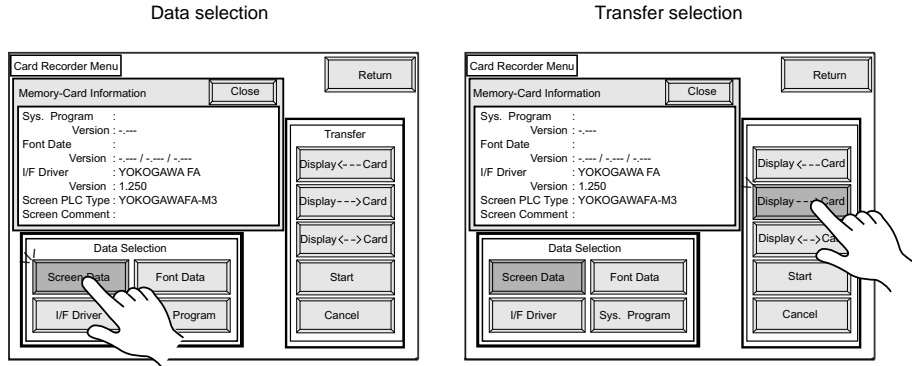 Data selection
Transfer selection
Card Recorder Menu
Return
Memory-Card Information
Close
Sys. Program :
Version : -.---
Font Date :
Version : -.--- / -.--- / -.---
I/F Driver : YOKOGAWA FA
Version : 1.250
Screen PLC Type : YOKOGAWAFA-M3
Screen Comment :
Transfer
Display<---Card
Display--->Card
Display<-->Card
Start
Cancel
Data Selection
Screen Data
Font Data
I/F Driver
Program
Card Recorder Menu
Return
Memory-Card Information
Close
Sys. Program :
Version : -.---
Font Date :
Version : -.--- / -.--- / -.---
I/F Driver : YOKOGAWA FA
Version : 1.250
Screen PLC Type : YOKOGAWAFA-M3
Screen Comment :
Display<---Card
Display--->Card
Display<-->Card
Start
Cancel
Data Selection
Screen Data
Font Data
I/F Driver
Sys. Program